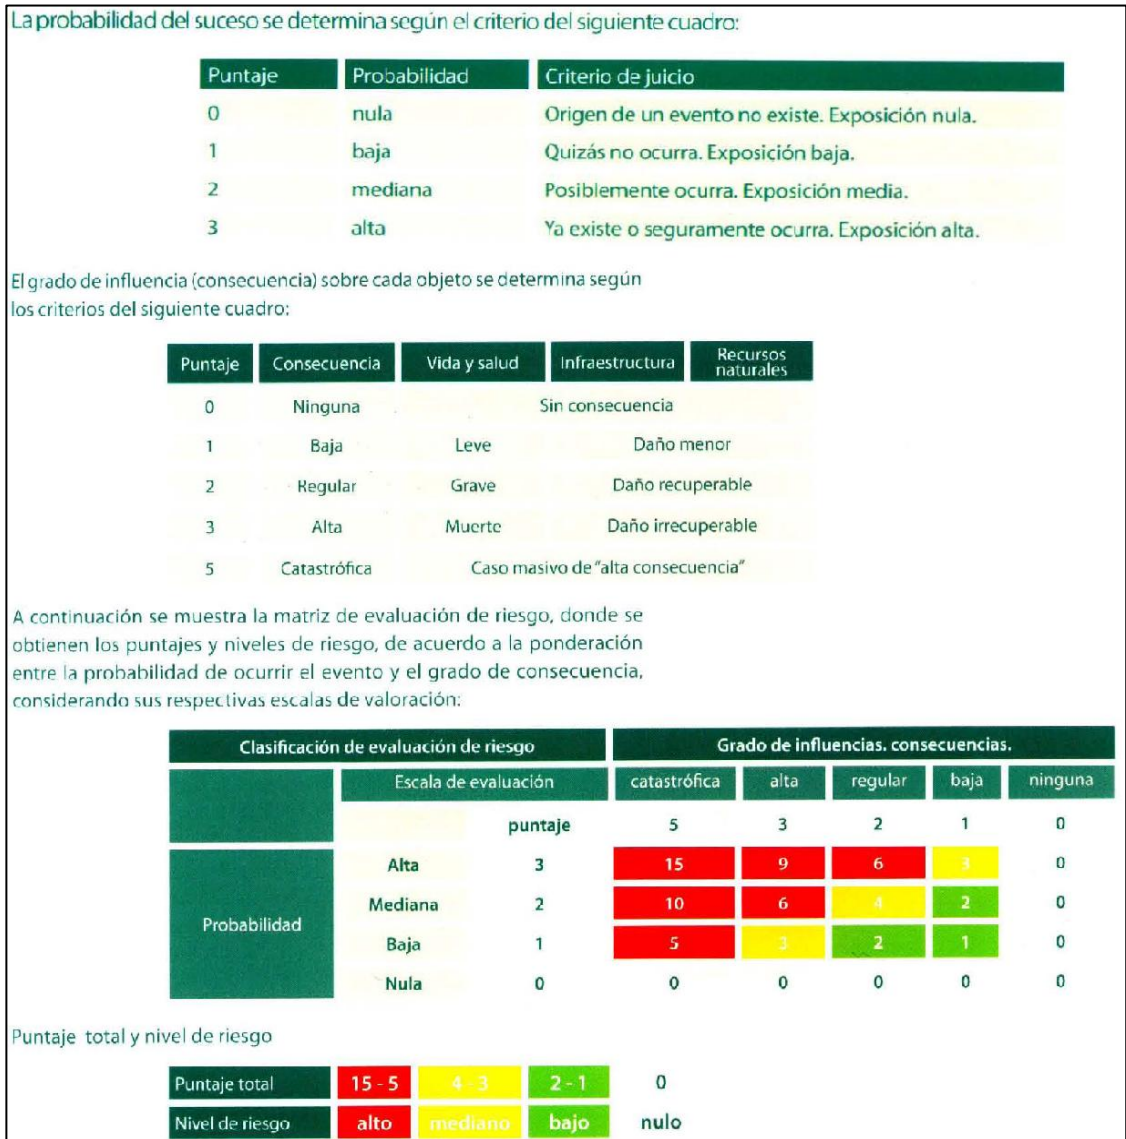 La probabilidad del suceso se determina según el criterio del siguiente cuadro:
Puntaje Probabilidad Criterio de juicio
0 nula Origen de un evento no existe. Exposición nula.
1 baja Quizás no ocurra. Exposición baja.
2 mediana Posiblemente ocurra. Exposición media.
3 alta Ya existe o seguramente ocurra. Exposición alta.
El grado de influencia (consecuencia) sobre cada objeto se determina según
los criterios del siguiente cuadro:
Puntaje Consecuencia Vida y salud Infraestructura Recursos naturales
0 Ninguna Sin consecuencia
1 Baja Leve Daño menor
2 Regular Grave Daño recuperable
3 Alta Muerte Daño irrecuperable
5 Catastrófica Caso masivo de "alta consecuencia"
A continuación se muestra la matriz de evaluación de riesgo, donde se
obtienen los puntajes y niveles de riesgo, de acuerdo a la ponderación
entre la probabilidad de ocurrir el evento y el grado de consecuencia,
considerando sus respectivas escalas de valoración:
Clasificación de evaluación de riesgo Grado de influencias. consecuencias.
Escala de evaluación catastrófica alta regular baja ninguna
puntaje 5 3 2 1 0
Alta 3 15 9 6 3 0
Mediana 2 10 6 4 2 0
Probabilidad
Baja 1 5 3 2 1 0
Nula 0 0 0 0 0 0
Puntaje total y nivel de riesgo
Puntaje total 15 - 5 4 - 3 2 - 1 0
Nivel de riesgo alto mediano bajo nulo